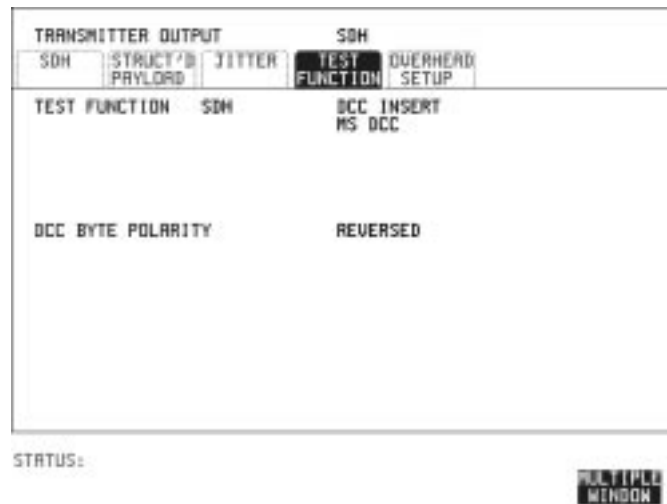 TRANSMITTER OUTPUT SDH
SDH STRUCT'D PAYLOAD JITTER TEST FUNCTION OVERHEAD SETUP
TEST FUNCTION SDH DCC INSERT
MS DCC
DCC BYTE POLARITY REVERSED
STATUS:
MULTIPLE WINDOW